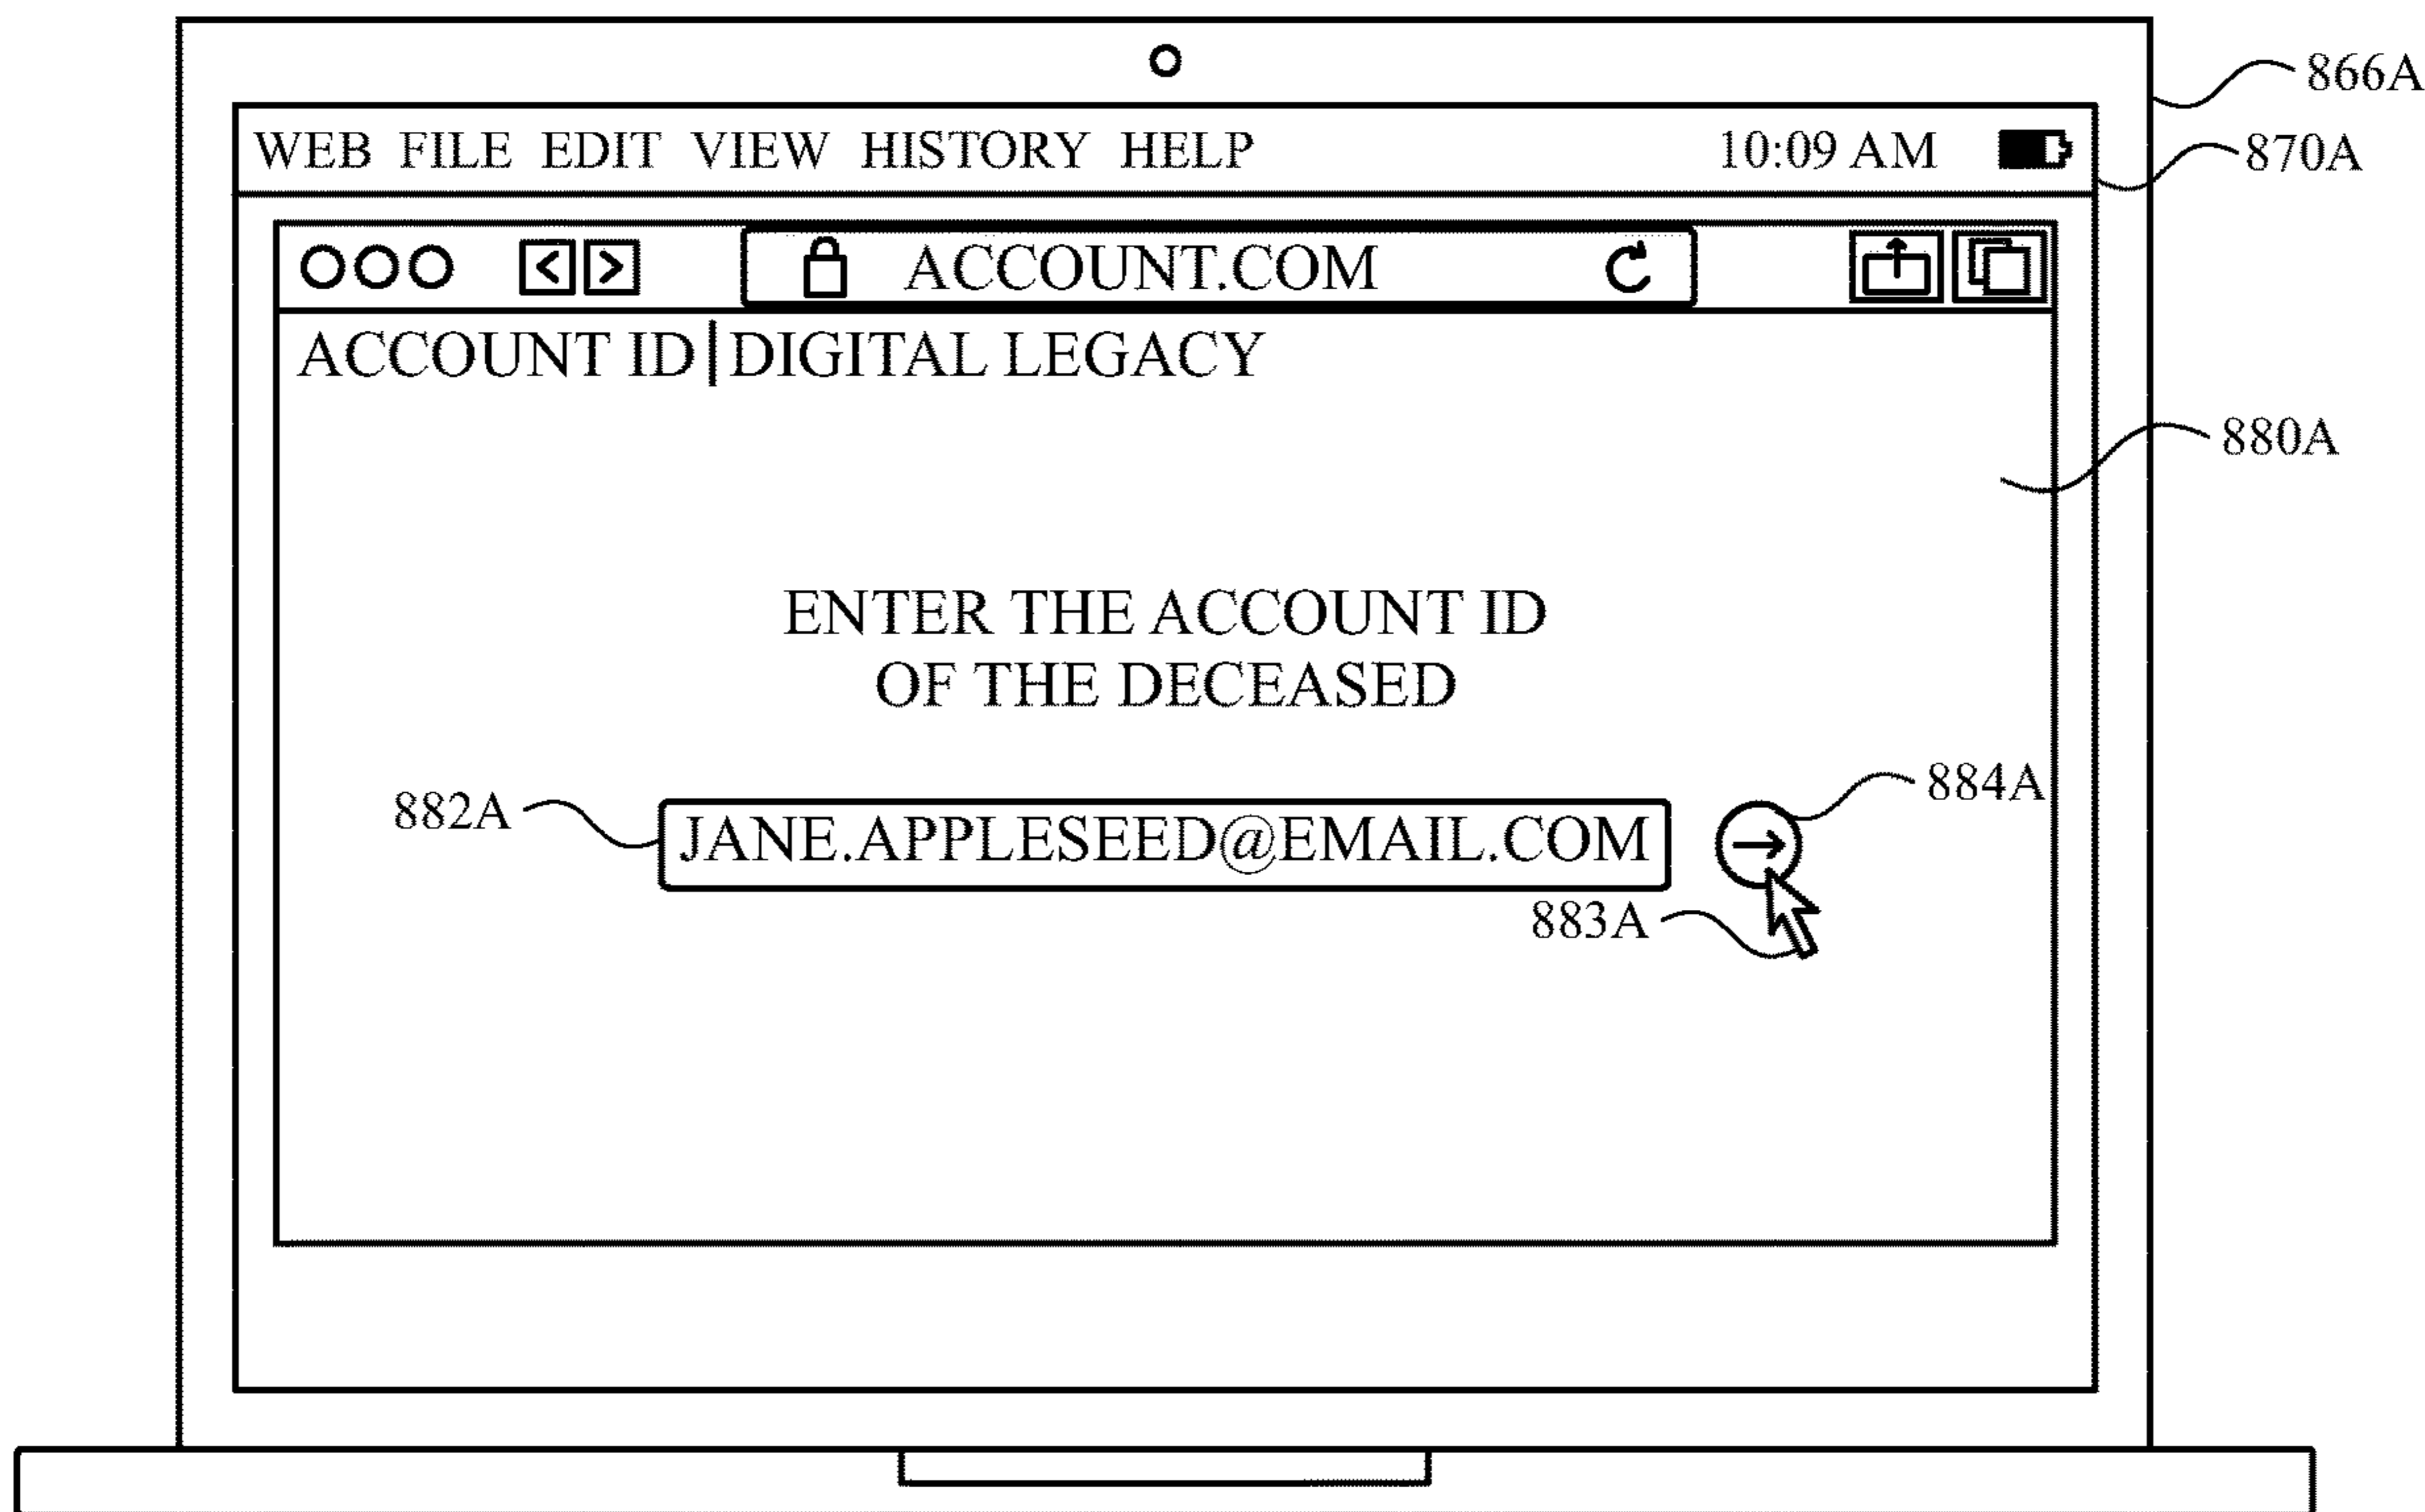 866A
WEB FILE EDIT VIEW HISTORY HELP 10:09 AM
870A
ACCOUNT.COM
ACCOUNT ID | DIGITAL LEGACY
880A
ENTER THE ACCOUNT ID
OF THE DECEASED
884A
882A
JANE.APPLESEED@EMAIL.COM
883A